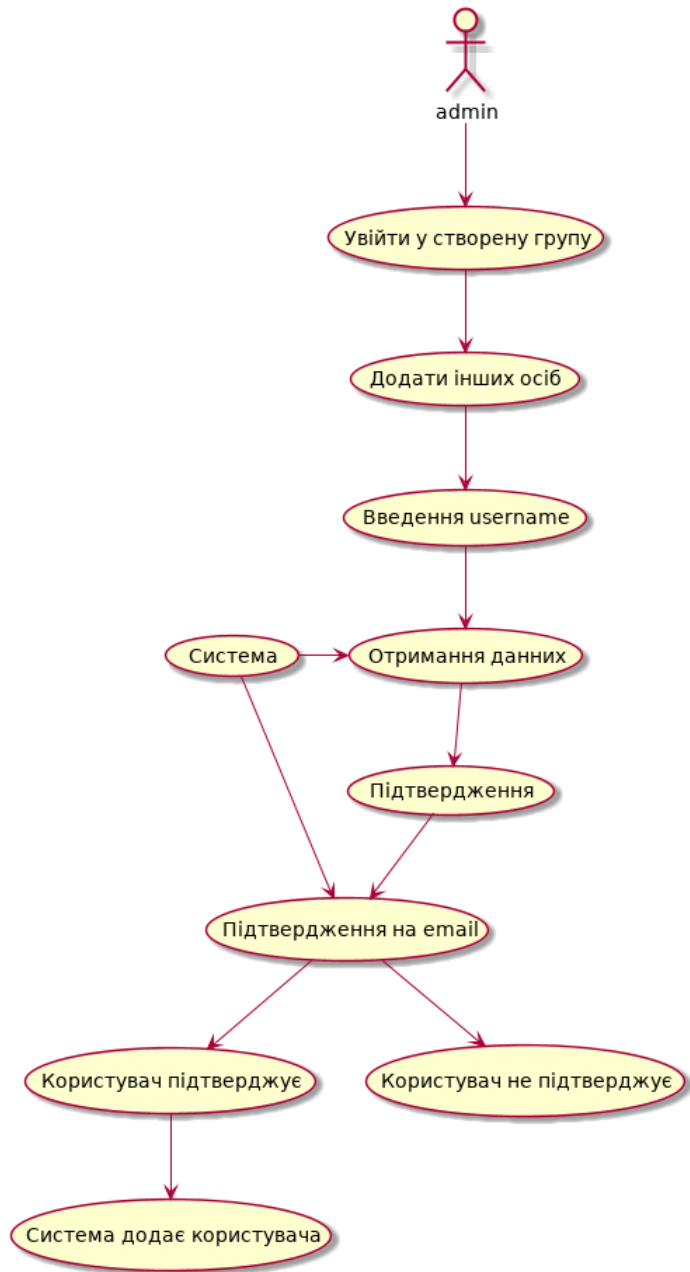 admin
Увійти у створену групу
Додати інших осіб
Введення username
Система
Отримання данних
Підтвердження
Підтвердження на email
Користувач підтверджує
Користувач не підтверджує
Система додає користувача